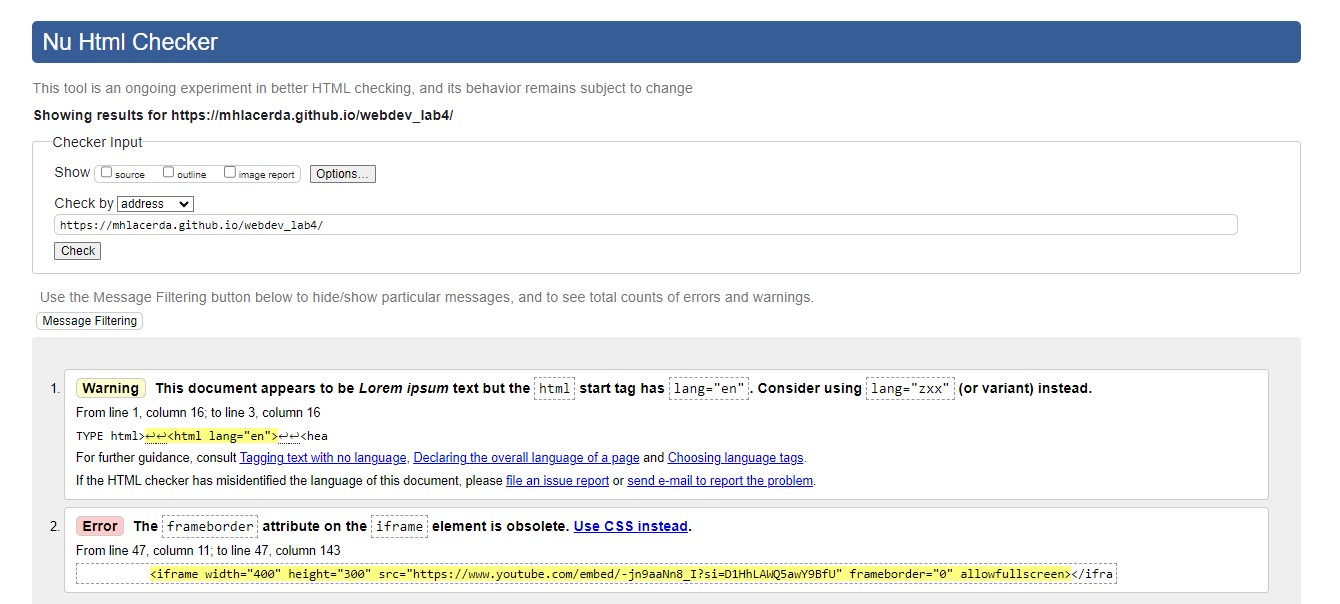 Nu Html Checker
This tool is an ongoing experiment in better HTML checking, and its behavior remains subject to change
Showing results for https://mhlacerda.github.io/webdev_lab4/
Checker Input
Show source outline image report Options...
Check by address
https://mhlacerda.github.io/webdev_lab4/
Check
Use the Message Filtering button below to hide/show particular messages, and to see total counts of errors and warnings.
Message Filtering
1. Warning This document appears to be Lorem ipsum text but the html start tag has lang="en". Consider using lang="zxx" (or variant) instead.
From line 1, column 16; to line 3, column 16
TYPE html>↩↩<html lang="en">↩↩<hea
For further guidance, consult Tagging text with no language, Declaring the overall language of a page and Choosing language tags.
If the HTML checker has misidentified the language of this document, please file an issue report or send e-mail to report the problem.
2. Error The frameborder attribute on the iframe element is obsolete. Use CSS instead.
From line 47, column 11; to line 47, column 143
<iframe width="400" height="300" src="https://www.youtube.com/embed/-jn9aaNn8_I?si=D1HhLAWQ5awY9BfU" frameborder="0" allowfullscreen></ifra